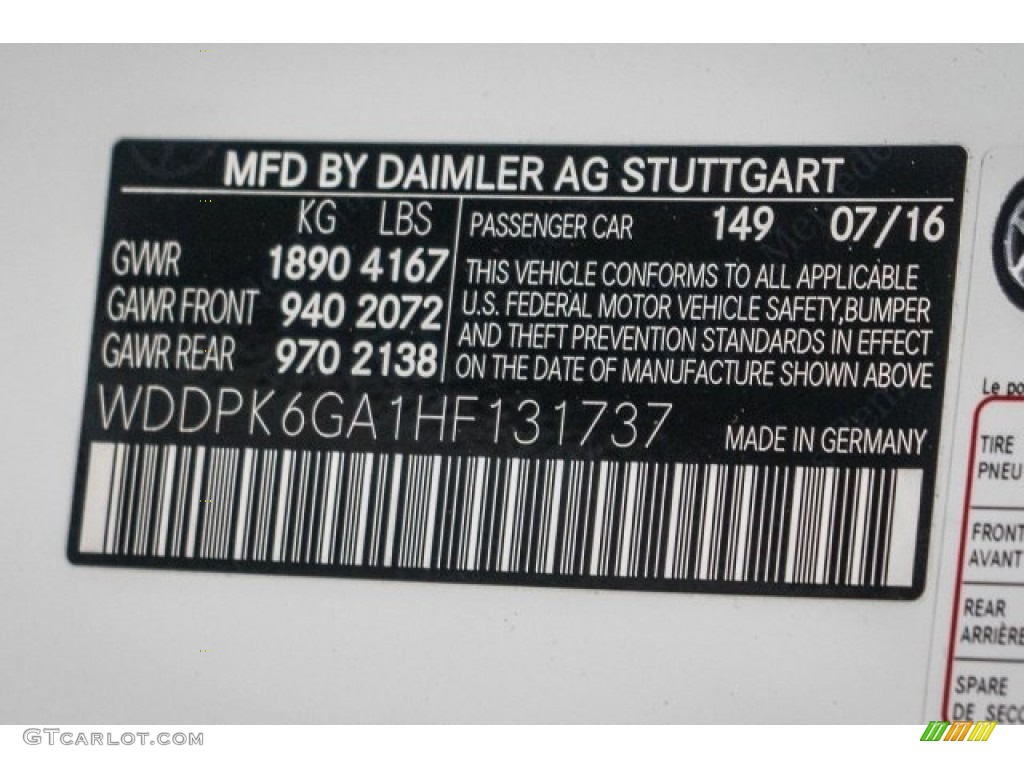 MFD BY DAIMLER AG STUTTGART
KG LBS
GVWR 1890 4167
GAWR FRONT 940 2072
GAWR REAR 970 2138
PASSENGER CAR 149 07/16
THIS VEHICLE CONFORMS TO ALL APPLICABLE
U.S. FEDERAL MOTOR VEHICLE SAFETY,BUMPER
AND THEFT PREVENTION STANDARDS IN EFFECT
ON THE DATE OF MANUFACTURE SHOWN ABOVE
WDDPK6GA1HF131737
MADE IN GERMANY
Le
TIRE
PNEU
FRONT
AVANT
REAR
ARRIÈRE
SPARE
DE
GTCarLot.com